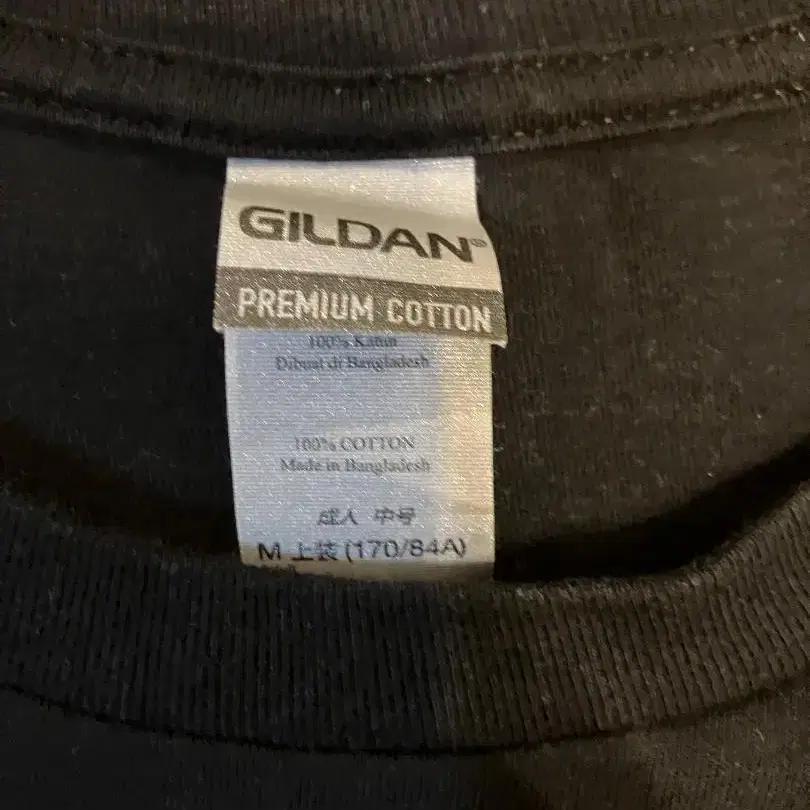 GILDAN®
PREMIUM COTTON
100% Katun
Dibuat di Bangladesh
100% COTTON
Made in Bangladesh
成人 中号
M 上装 (170/84A)